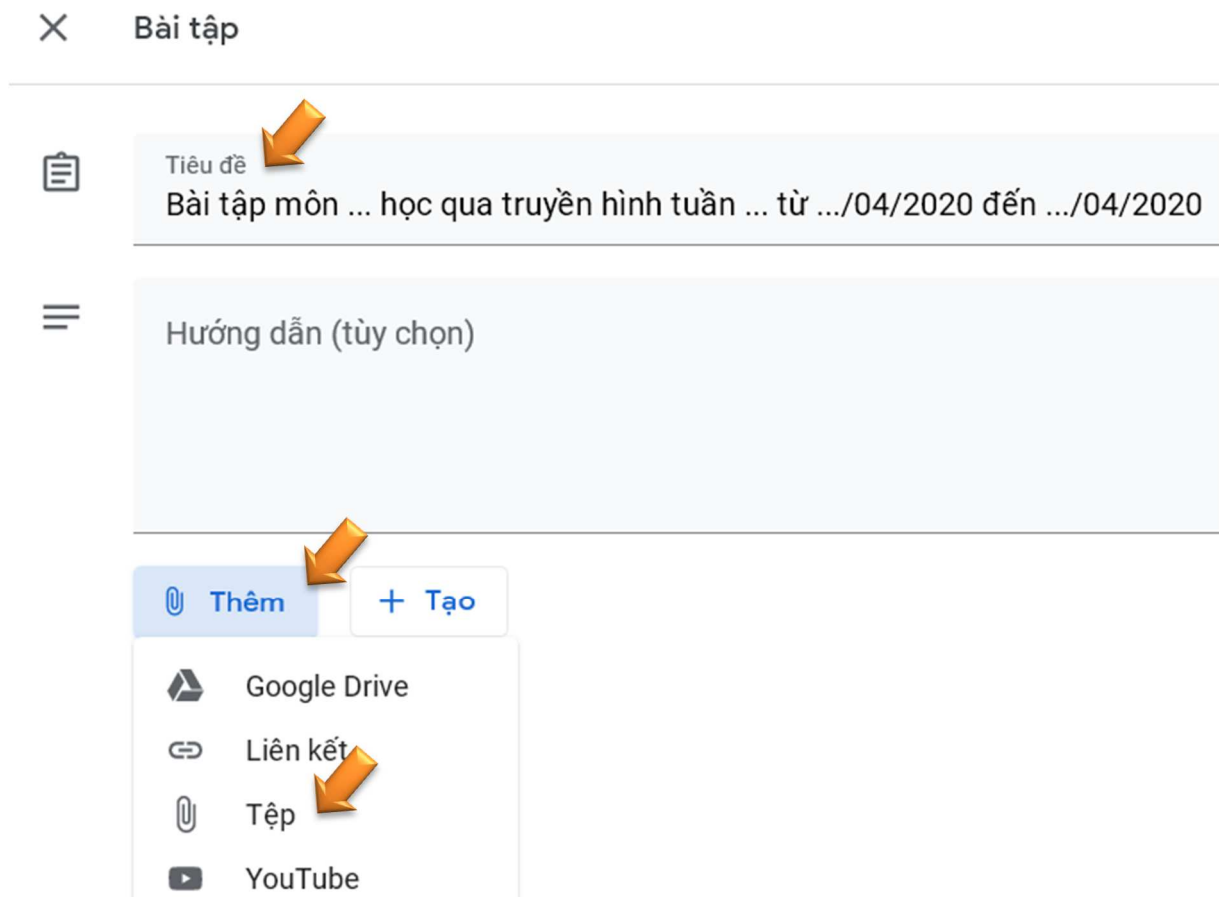 Bài tập
Tiêu đề
Bài tập môn ... học qua truyền hình tuần ... từ .../04/2020 đến .../04/2020
Hướng dẫn (tùy chọn)
Thêm
+ Tạo
Google Drive
Liên kết
Tệp
YouTube